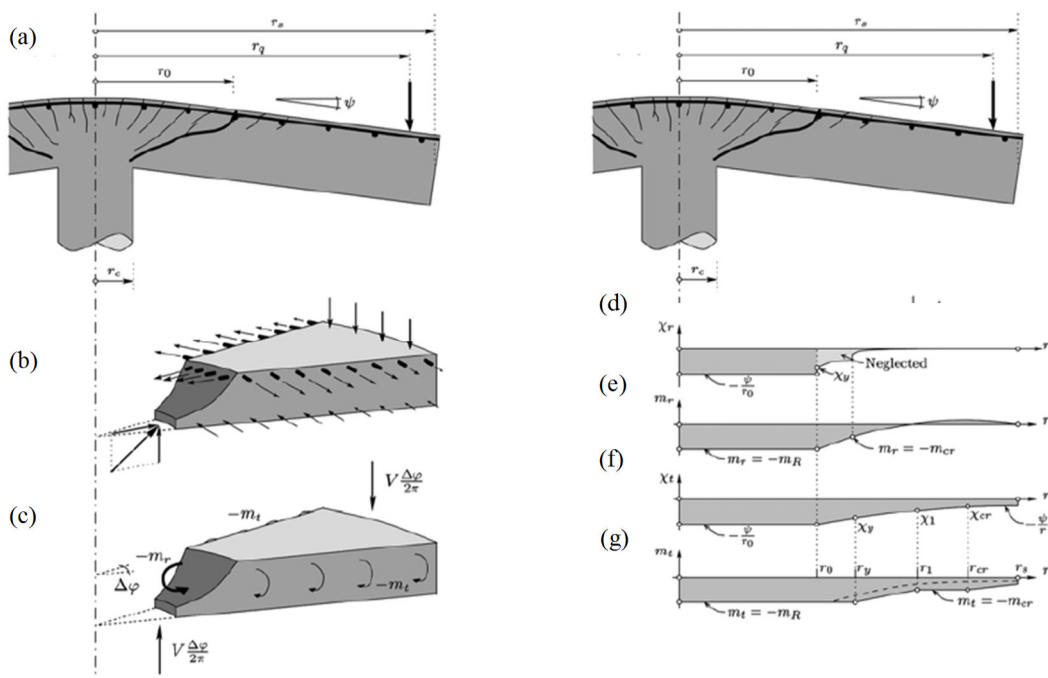 (a)
r_s
r_q
r_0
ψ
r_c
(b)
(c)
V Δφ/2π
−m_t
−m_r
Δφ
−m_t
V Δφ/2π
r_s
r_q
r_0
ψ
r_c
(d)
χ_r
r
Neglected
χ_y
−ψ/r_0
(e)
m_r
r
m_r = −m_R
m_r = −m_cr
(f)
χ_t
r
−ψ/r_0
χ_y
χ_1
χ_cr
−ψ/r
(g)
m_t
r_0
r_y
r_1
r_cr
r_s
r
m_t = −m_R
m_t = −m_cr